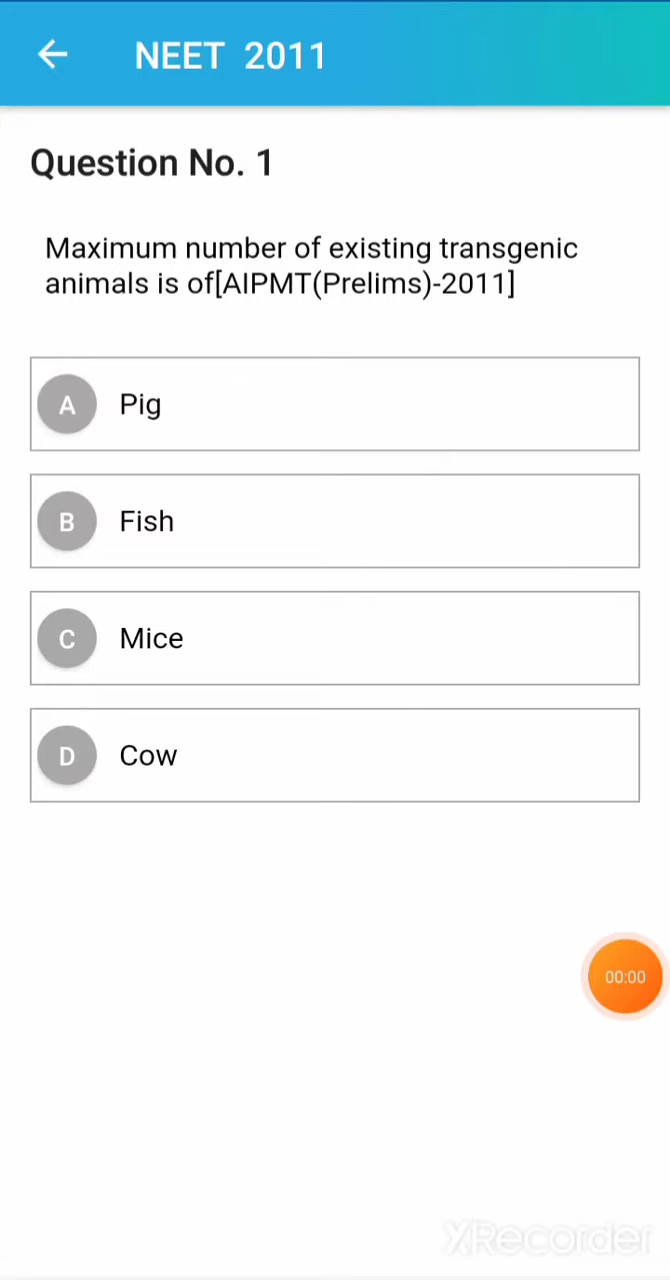 NEET 2011
Question No. 1
Maximum number of existing transgenic
animals is of[AIPMT(Prelims)-2011]
A Pig
B Fish
C Mice
D Cow
00:00
XRecorder